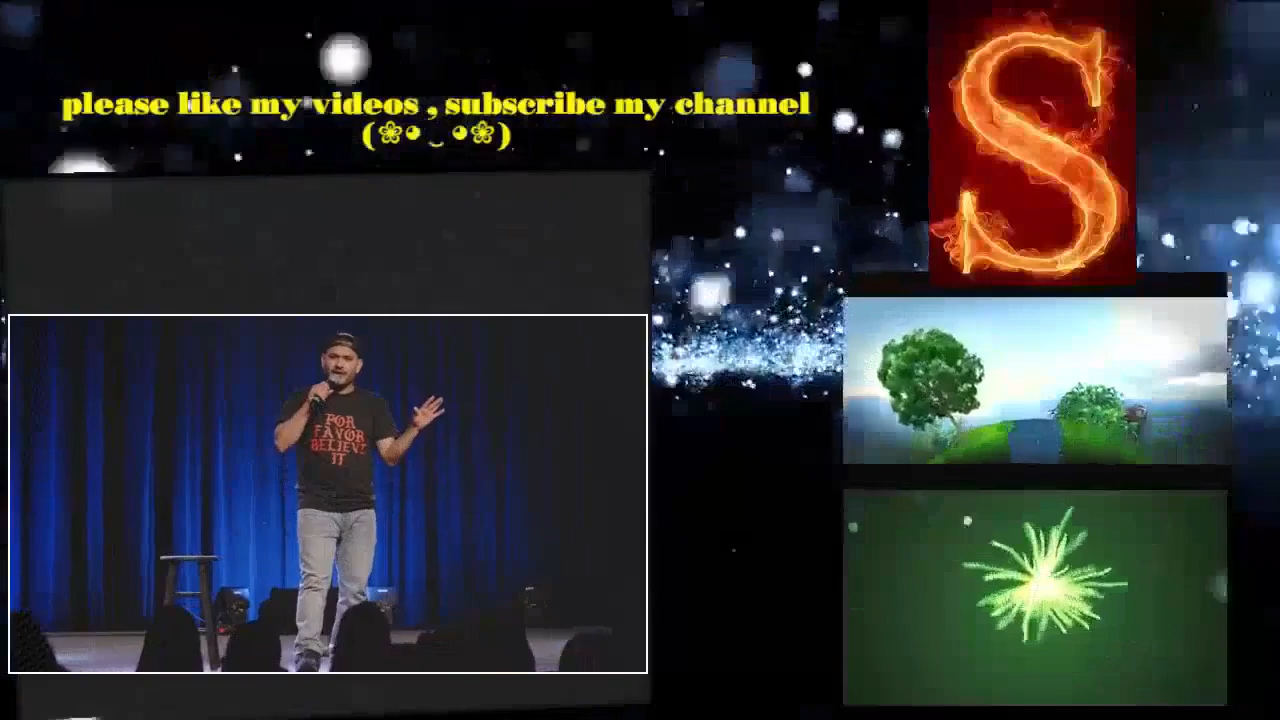 please like my videos , subscribe my channel
(❀◕ ‿ ◕❀)
S
POR
FAVOR
BELIEVE
IT